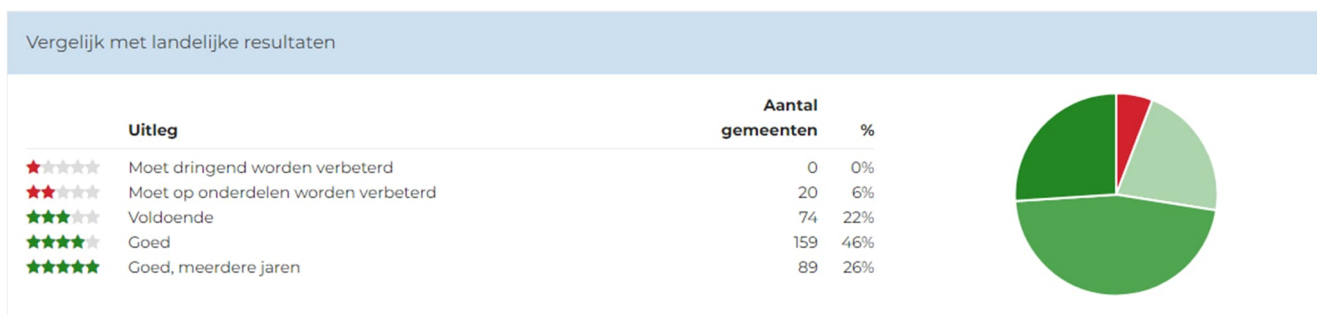 Vergelijk met landelijke resultaten
Aantal
Uitleg gemeenten %
Moet dringend worden verbeterd 0 0%
Moet op onderdelen worden verbeterd 20 6%
Voldoende 74 22%
Goed 159 46%
Goed, meerdere jaren 89 26%